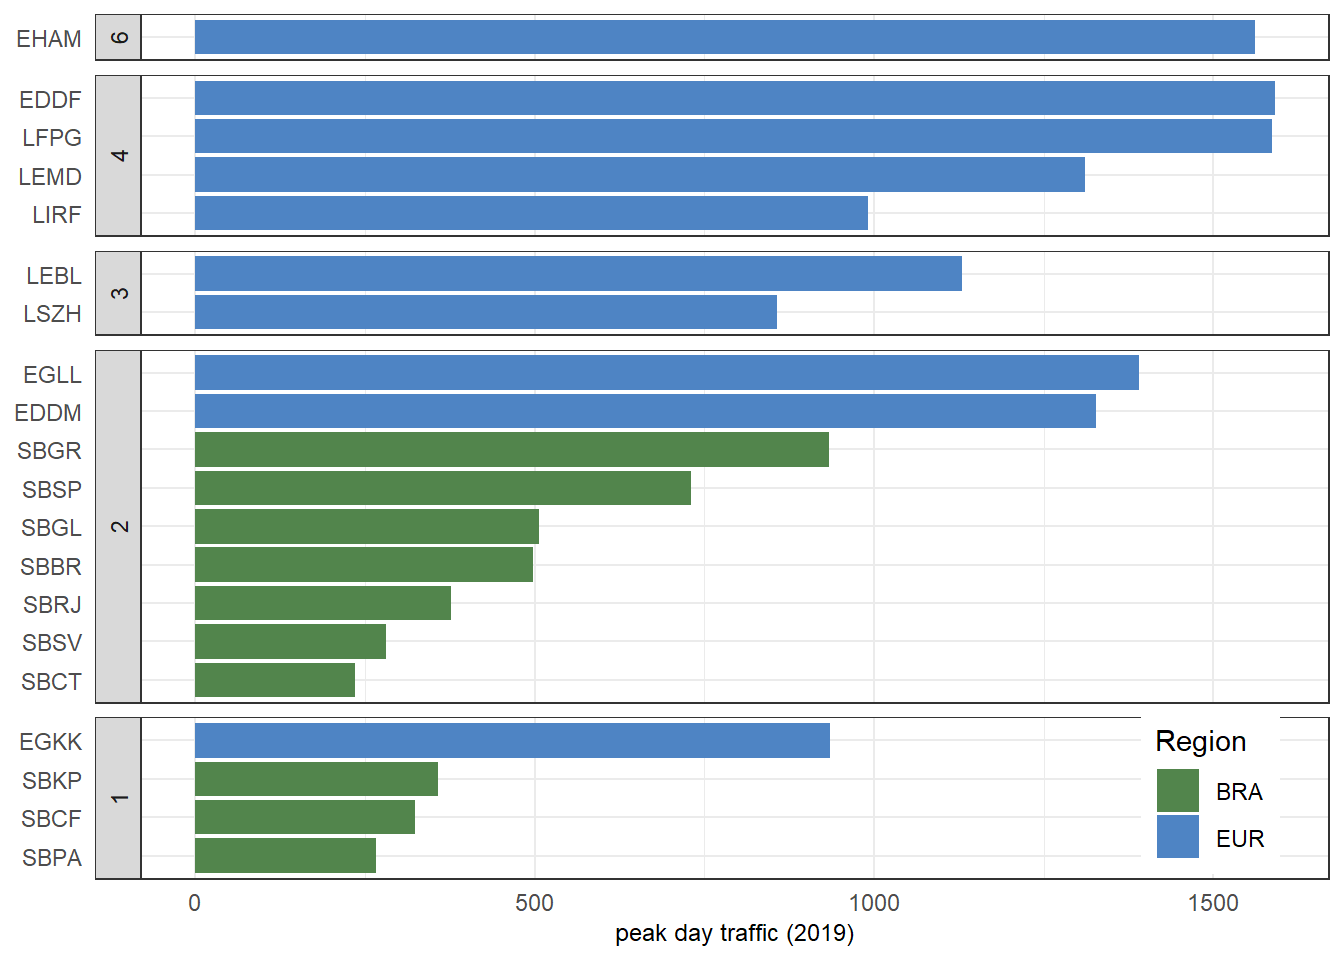 EHAM
6
EDDF
LFPG
LEMD
LIRF
4
LEBL
LSZH
3
EGLL
EDDM
SBGR
SBSP
SBGL
SBBR
SBRJ
SBSV
SBCT
2
EGKK
SBKP
SBCF
SBPA
1
Region
BRA
EUR
0 500 1000 1500
peak day traffic (2019)